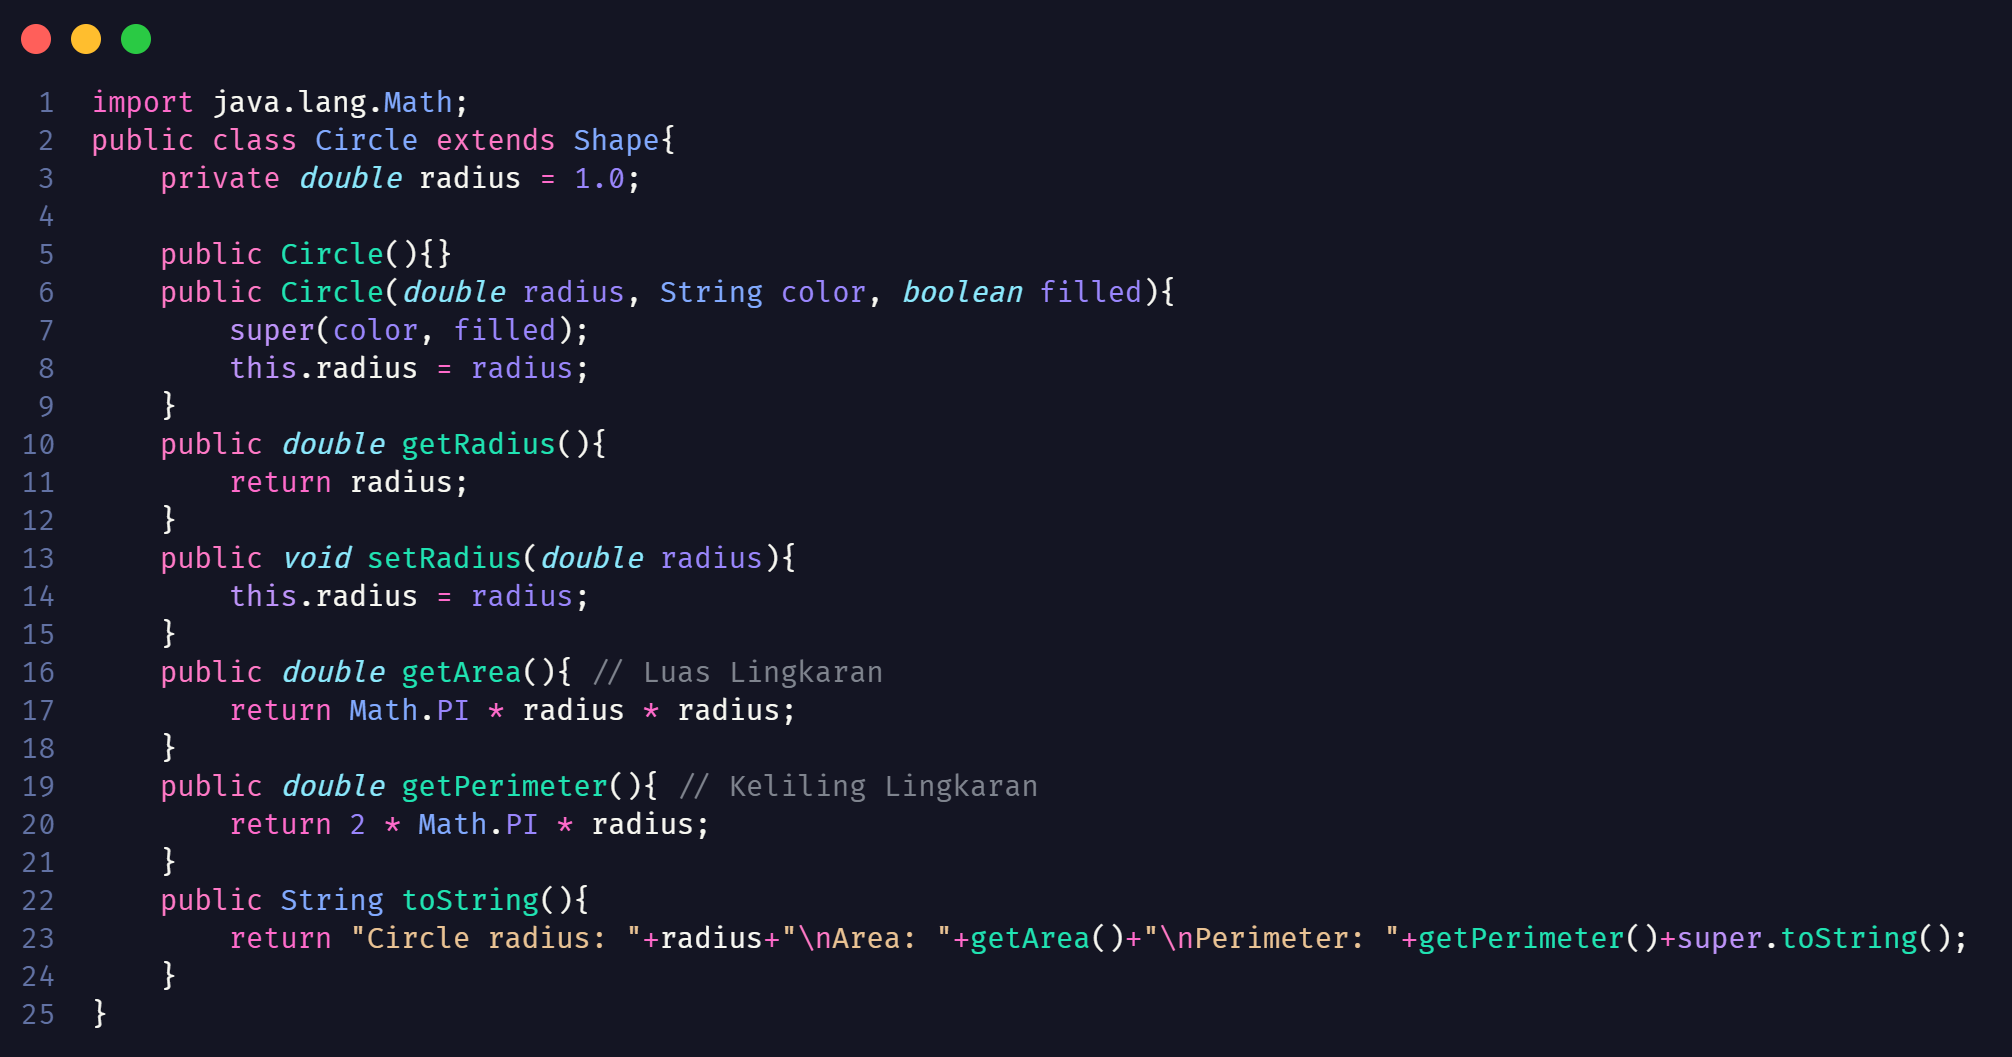 1 import java.lang.Math;
2 public class Circle extends Shape{
3     private double radius = 1.0;
4
5     public Circle(){}
6     public Circle(double radius, String color, boolean filled){
7         super(color, filled);
8         this.radius = radius;
9     }
10     public double getRadius(){
11         return radius;
12     }
13     public void setRadius(double radius){
14         this.radius = radius;
15     }
16     public double getArea(){ // Luas Lingkaran
17         return Math.PI * radius * radius;
18     }
19     public double getPerimeter(){ // Keliling Lingkaran
20         return 2 * Math.PI * radius;
21     }
22     public String toString(){
23         return "Circle radius: "+radius+"\nArea: "+getArea()+"\nPerimeter: "+getPerimeter()+super.toString();
24     }
25 }